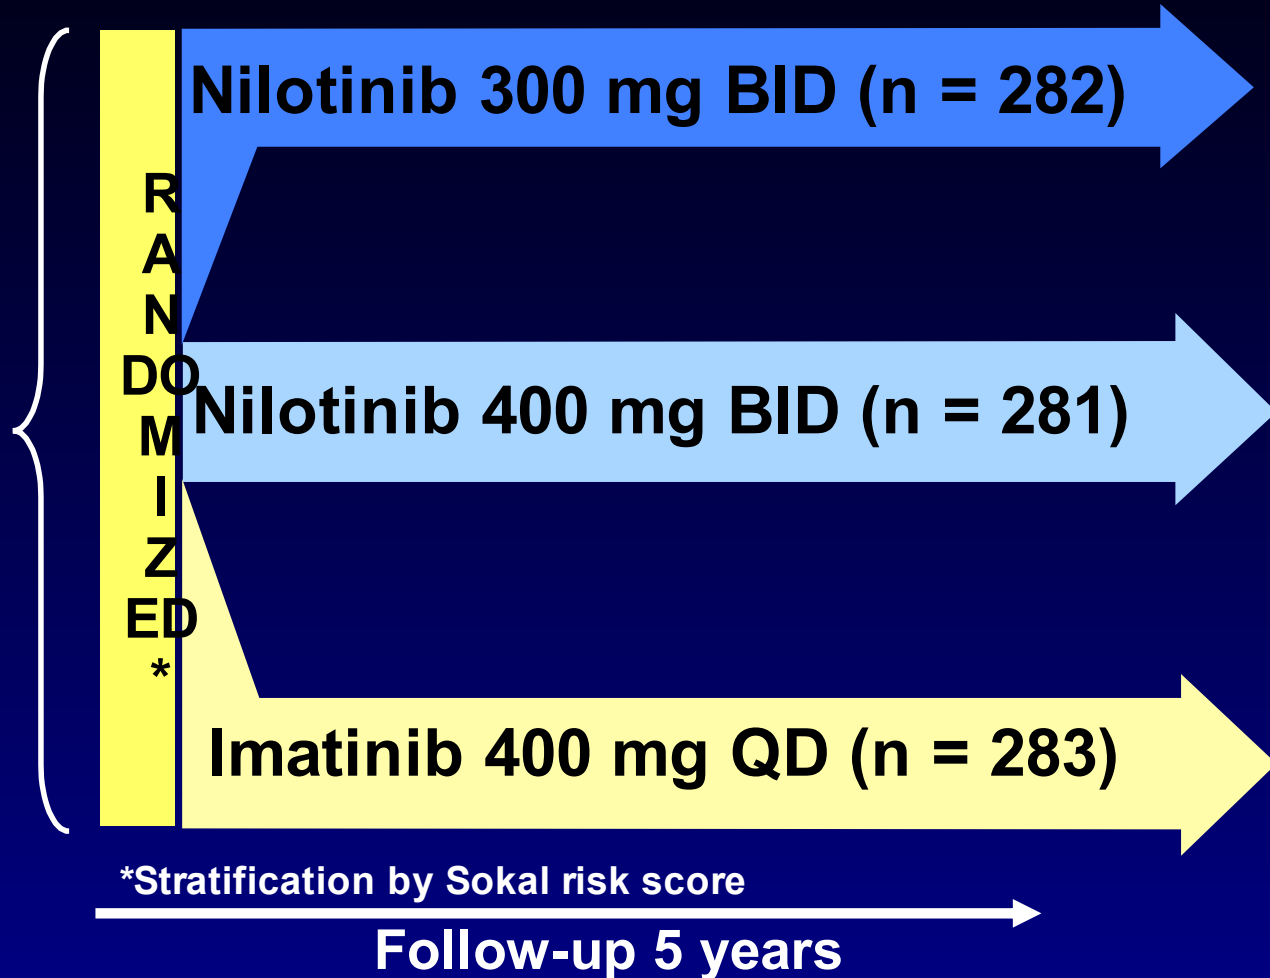 R
A
N
DO
M
I
Z
ED
*
Nilotinib 300 mg BID (n = 282)
Nilotinib 400 mg BID (n = 281)
Imatinib 400 mg QD (n = 283)
*Stratification by Sokal risk score
Follow-up 5 years